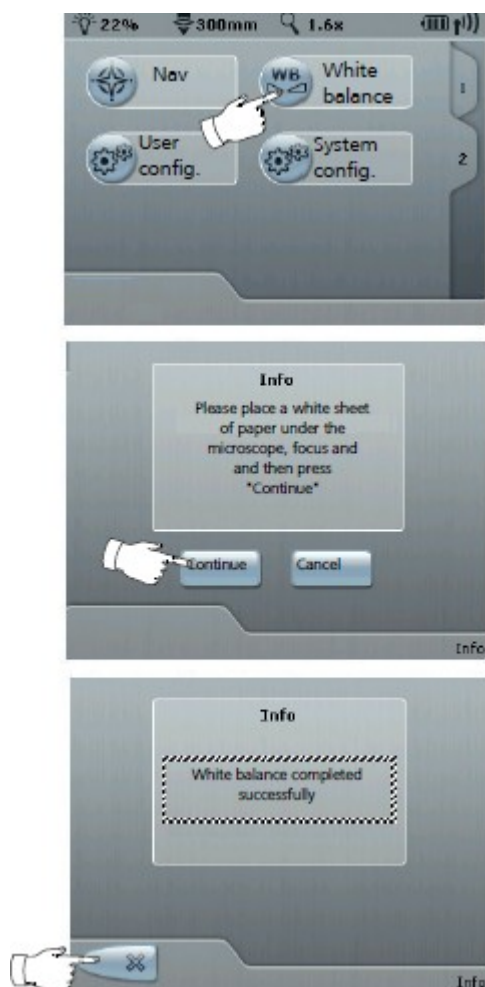 22% 300mm 1.6x
Nav
WB
White
balance
1
User
config.
System
config.
2
Info
Please place a white sheet
of paper under the
microscope, focus and
and then press
"Continue"
Continue Cancel
Info
Info
White balance completed
successfully
Info